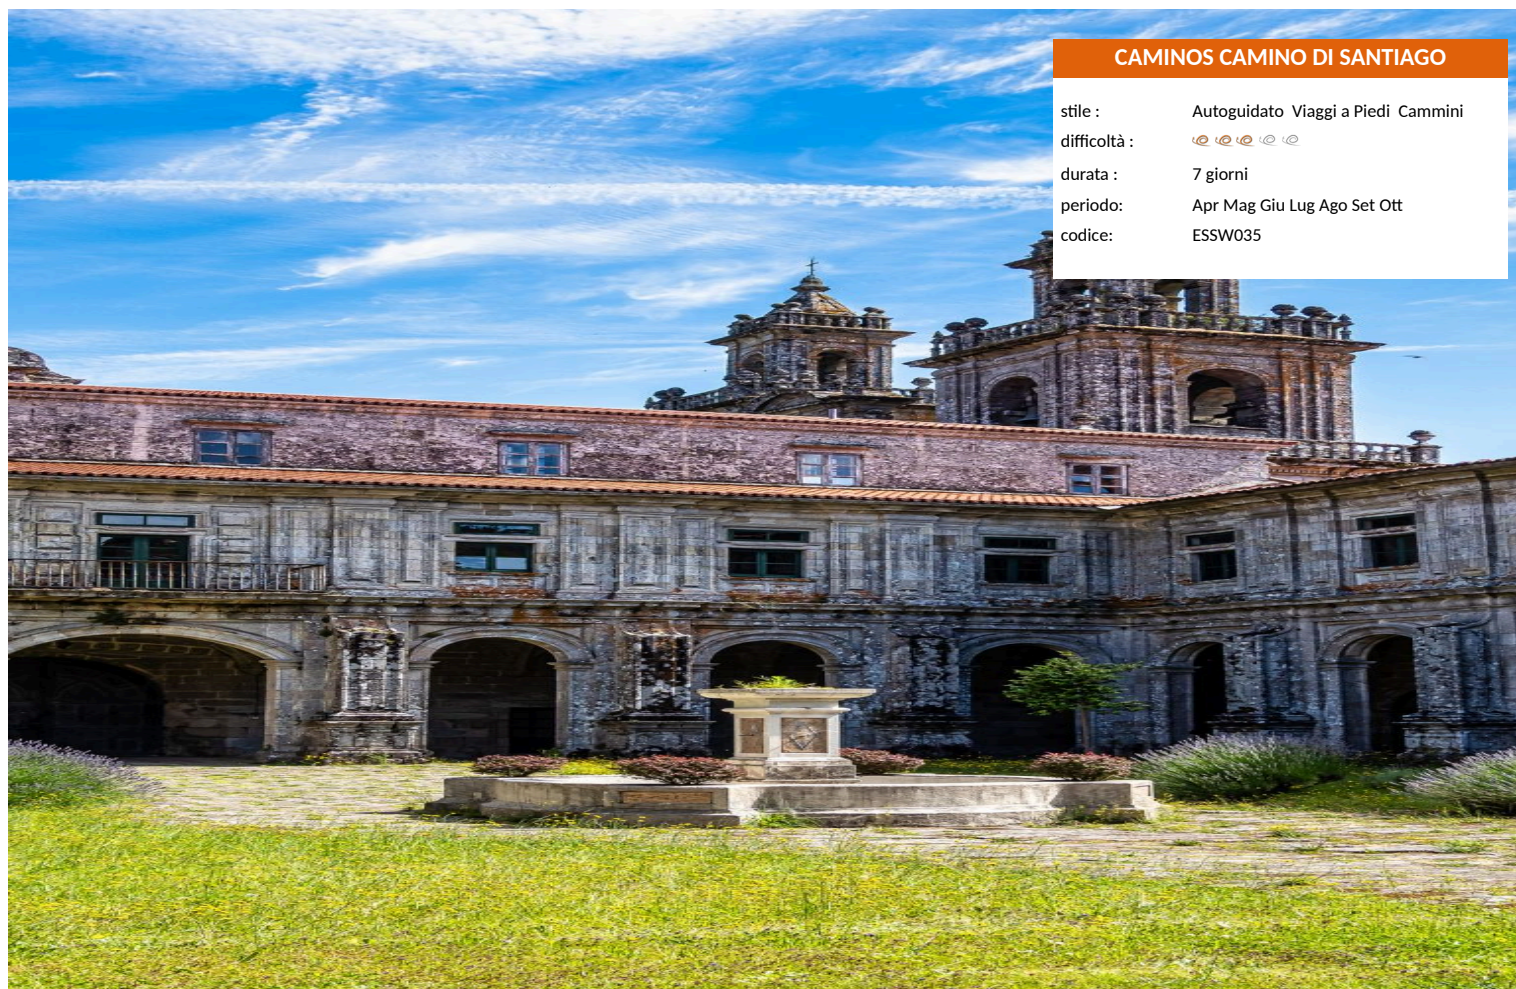 CAMINOS CAMINO DI SANTIAGO
stile : Autoguidato Viaggi a Piedi Cammini
difficoltà :
durata : 7 giorni
periodo: Apr Mag Giu Lug Ago Set Ott
codice: ESSW035